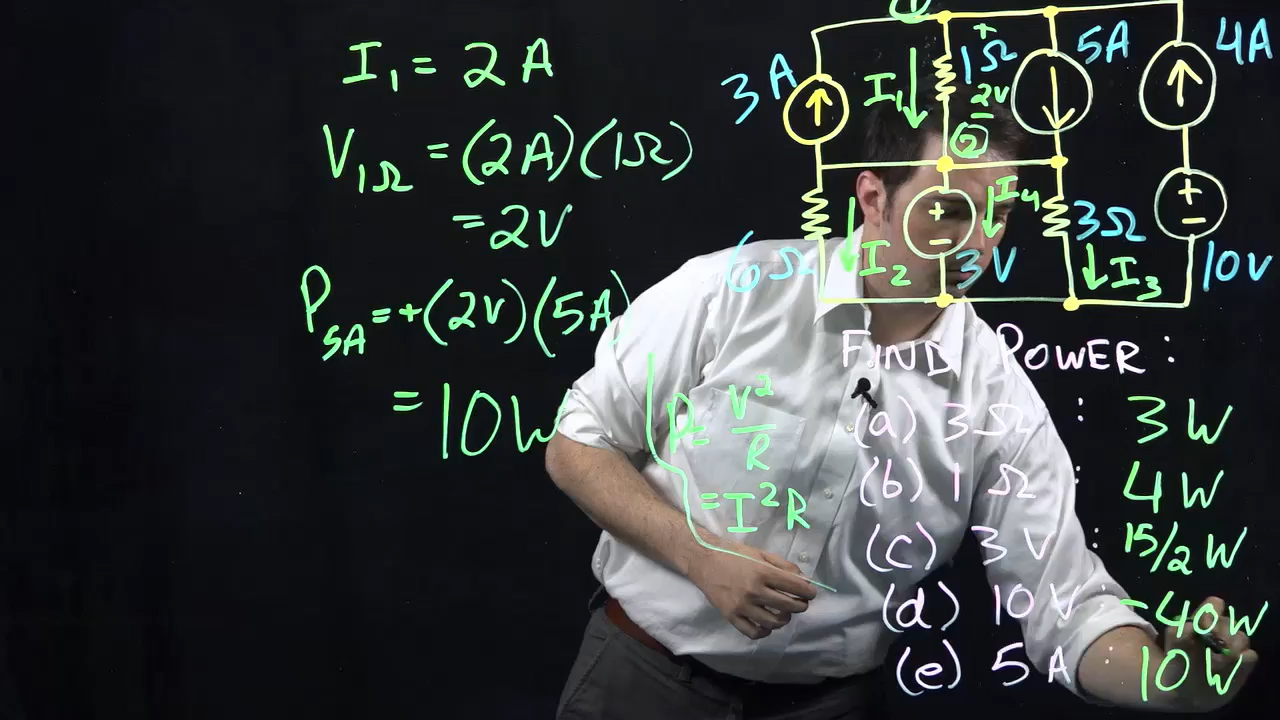 I₁ = 2 A
V₁Ω = (2A)(1Ω)
= 2V
P₅A = +(2V)(5A)
= 10W
P = V²/R
= I²R
①
3 A
I₁
+
1Ω
2V
−
5A
4A
②
6Ω
I₂
+
−
3V
I₄
3Ω
I₃
+
−
10V
FIND POWER:
(a) 3Ω : 3W
(b) 1Ω 4W
(c) 3V : 15/2 W
(d) 10V : -40W
(e) 5A : 10W